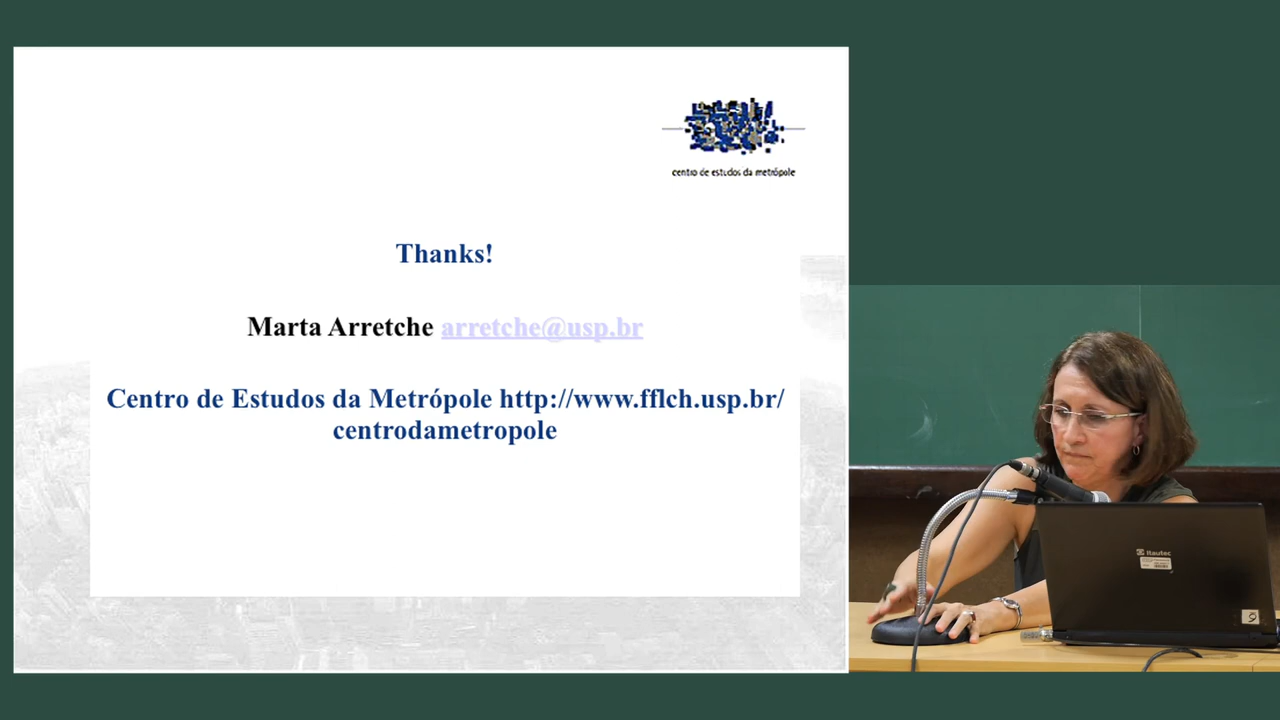 centro de estudos da metrópole
Thanks!
Marta Arretche arretche@usp.br
Centro de Estudos da Metrópole http://www.fflch.usp.br/
centrodametropole
itautec
9